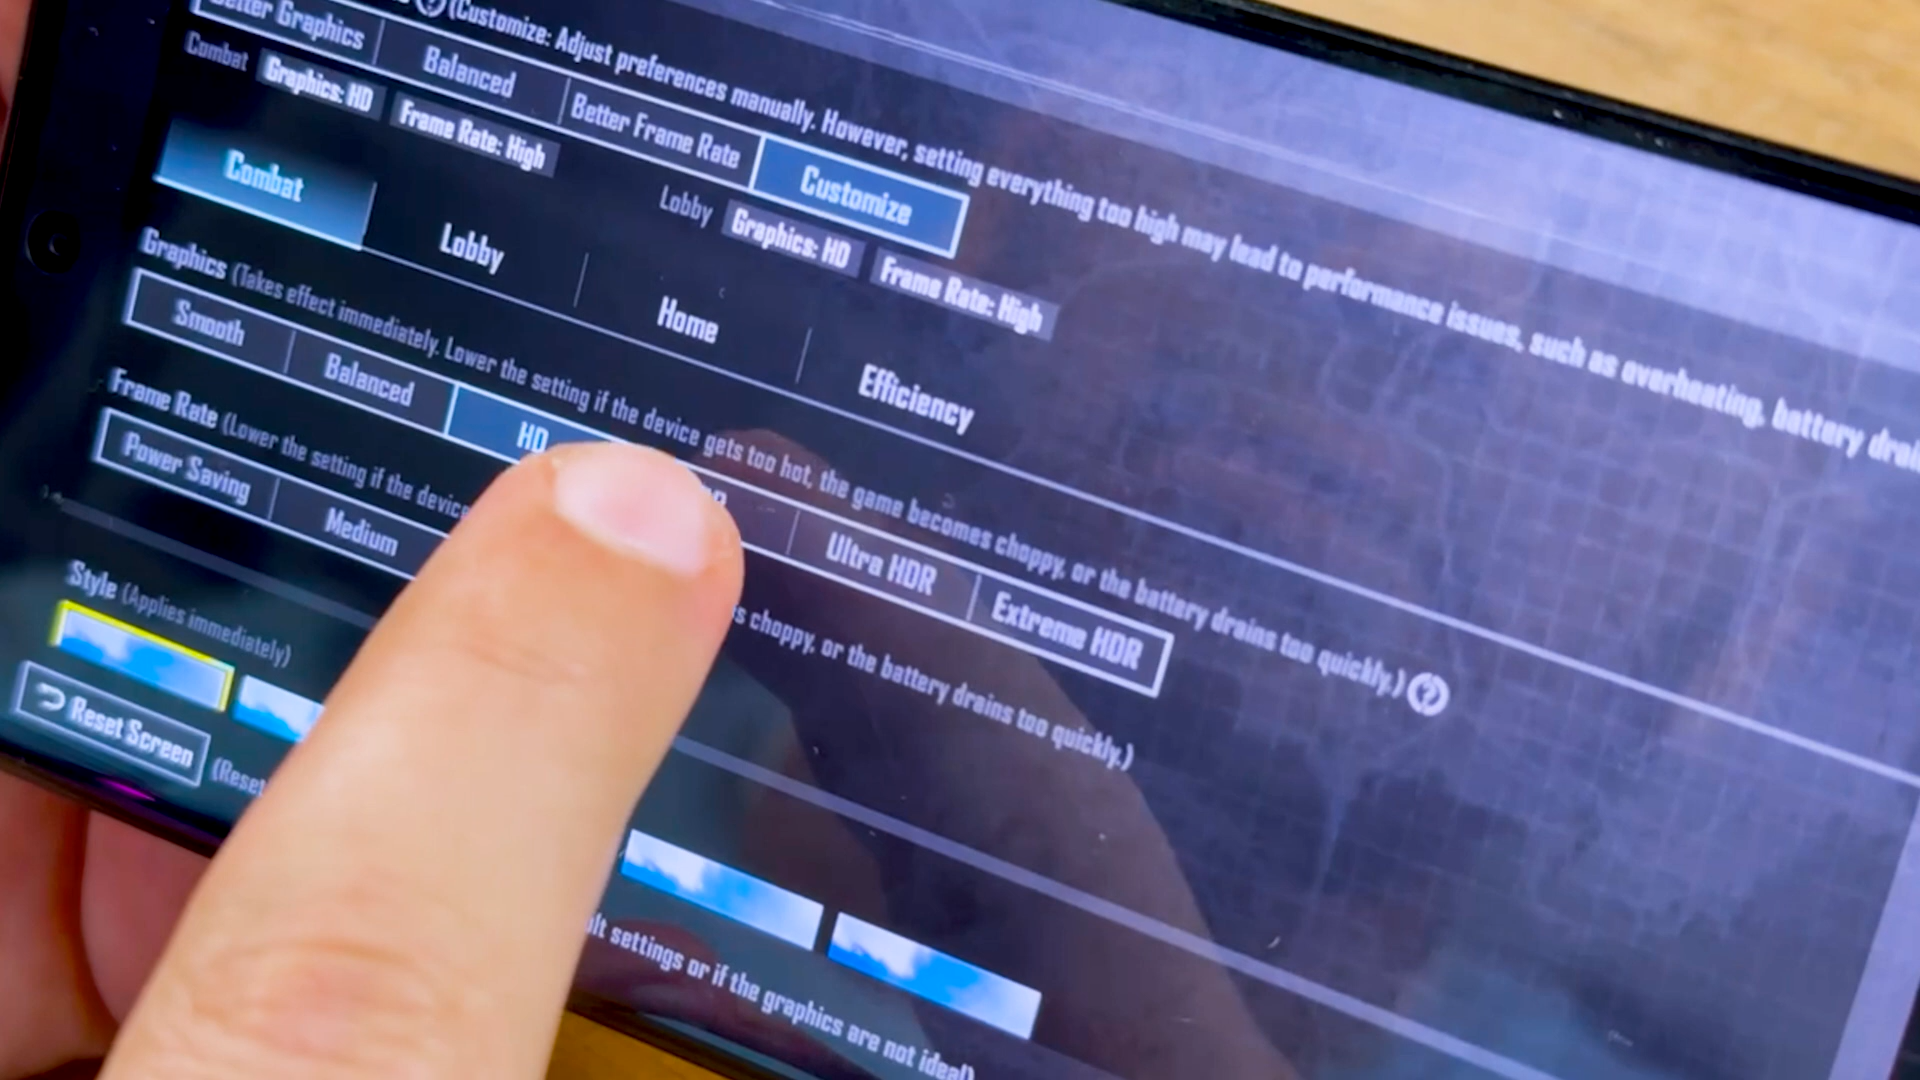 (Customize: Adjust preferences manually. However, setting everything too high may lead to performance issues, such as overheating, battery
Better Graphics Balanced Better Frame Rate Customize
Combat Graphics: HD Frame Rate: High Lobby Graphics: HD Frame Rate: High
Combat Lobby Home Efficiency
Graphics (Takes effect immediately. Lower the setting if the device gets too hot, the game becomes choppy, or the battery drains too quickly.)
Smooth Balanced HD Ultra HDR Extreme HDR
Frame Rate (Lower the setting if the device choppy, or the battery drains too quickly.)
Power Saving Medium
Style (Applies immediately)
Reset Screen (Reset settings or if the graphics are not ideal)